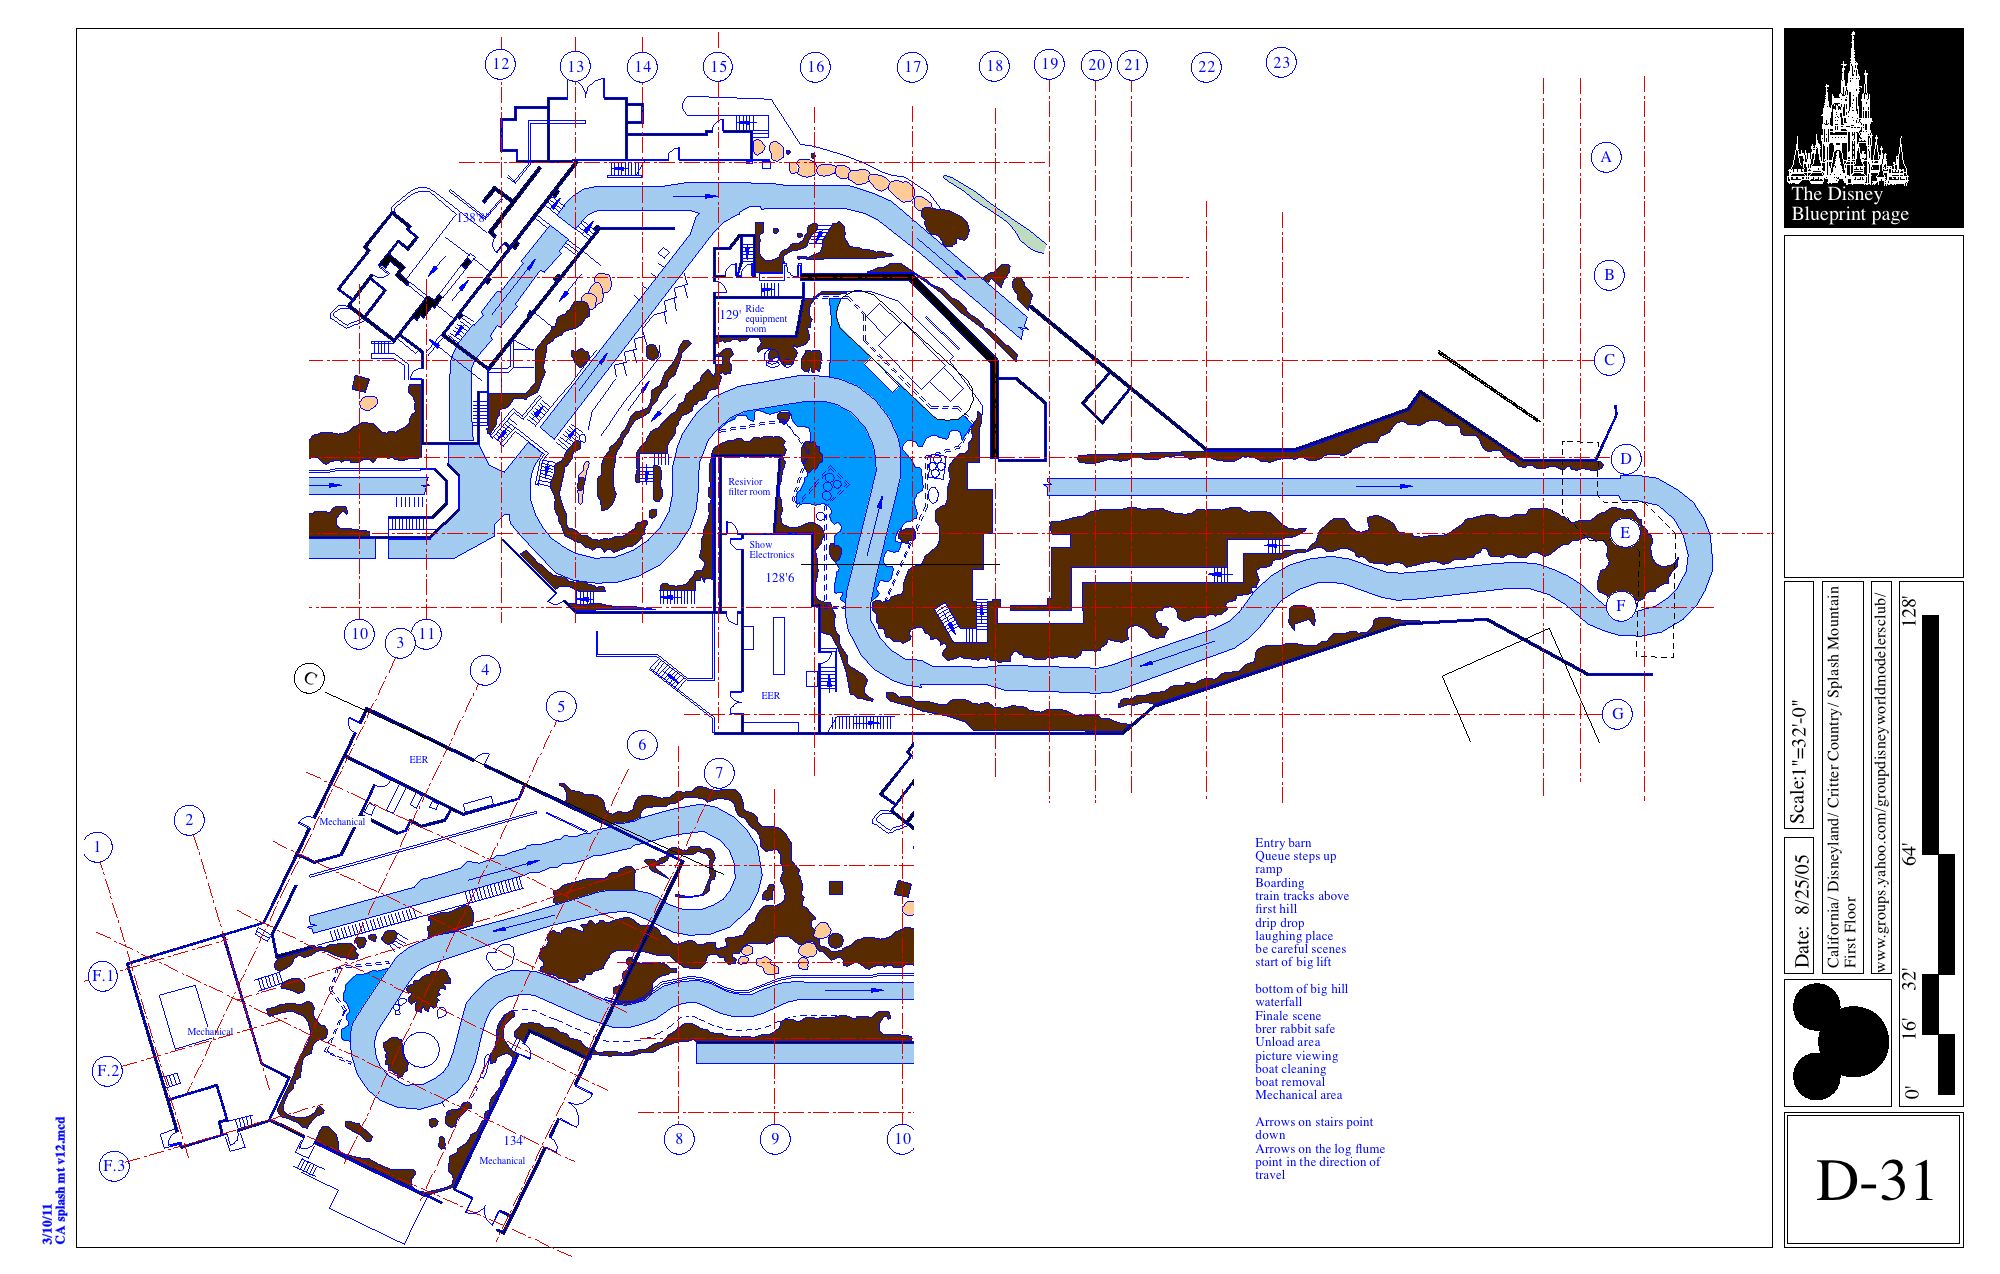 12
13
14
15
16
17
18
19
20
21
22
23
A
B
C
D
E
F
G
138'8"
129'
Ride
equipment
room
Resivior
filter room
Show
Electronics
128'6
EER
10
11
3
4
5
6
7
C
2
1
EER
Mechanical
F.1
F.2
F.3
Mechanical
134'
Mechanical
8
9
10
Entry barn
Queue steps up
ramp
Boarding
train tracks above
first hill
drip drop
laughing place
be careful scenes
start of big lift
bottom of big hill
waterfall
Finale scene
brer rabbit safe
Unload area
picture viewing
boat cleaning
boat removal
Mechanical area
Arrows on stairs point
down
Arrows on the log flume
point in the direction of
travel
The Disney
Blueprint page
Scale:1"=32'-0"
Date: 8/25/05
California/ Disneyland/ Critter Country/ Splash Mountain
First Floor
www.groups.yahoo.com/groupdisneyworldmodelersclub/
128'
64'
32'
16'
0'
D-31
3/10/11
CA splash mt v12.mcd